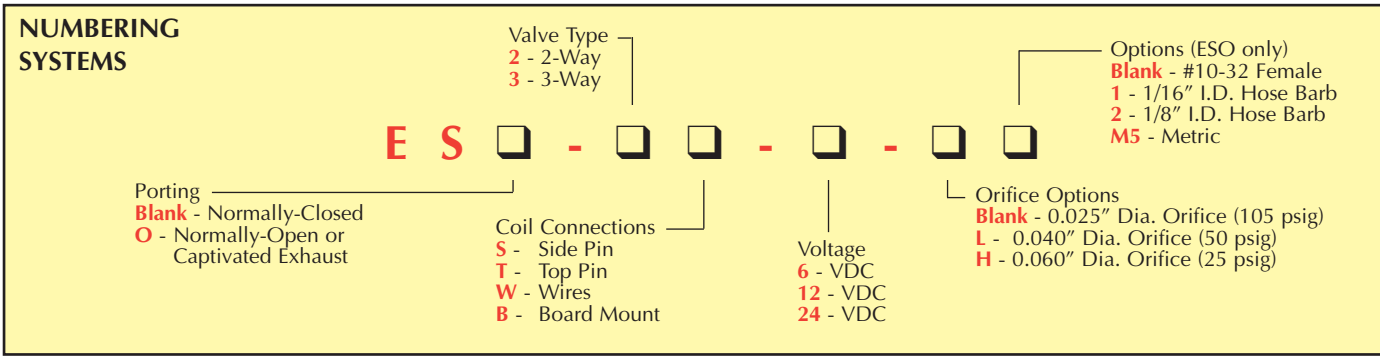 NUMBERING
SYSTEMS
Valve Type
2 - 2-Way
3 - 3-Way
Options (ESO only)
Blank - #10-32 Female
1 - 1/16” I.D. Hose Barb
2 - 1/8” I.D. Hose Barb
M5 - Metric
E S ❑ - ❑ ❑ - ❑ - ❑ ❑
Porting
Blank - Normally-Closed
O - Normally-Open or
Captivated Exhaust
Coil Connections
S - Side Pin
T - Top Pin
W - Wires
B - Board Mount
Voltage
6 - VDC
12 - VDC
24 - VDC
Orifice Options
Blank - 0.025” Dia. Orifice (105 psig)
L - 0.040” Dia. Orifice (50 psig)
H - 0.060” Dia. Orifice (25 psig)